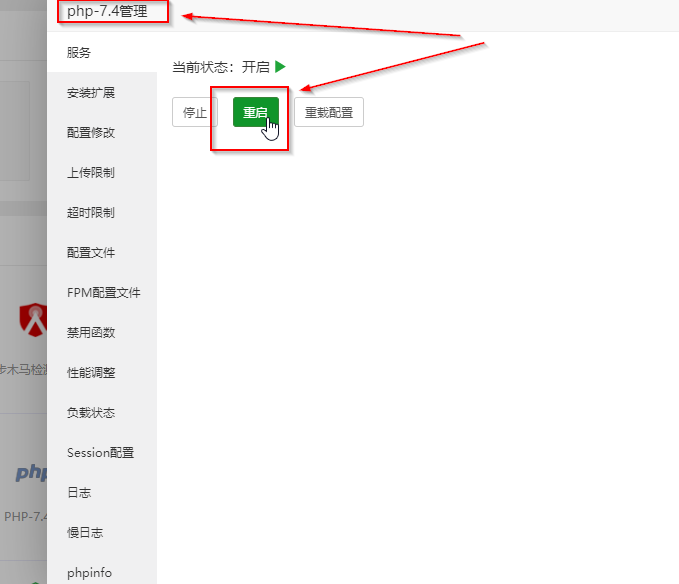 php-7.4管理
服务
当前状态：开启
停止 重启 重载配置
安装扩展
配置修改
上传限制
超时限制
配置文件
FPM配置文件
禁用函数
性能调整
负载状态
Session配置
日志
慢日志
phpinfo
步木马检测
php
PHP-7.4